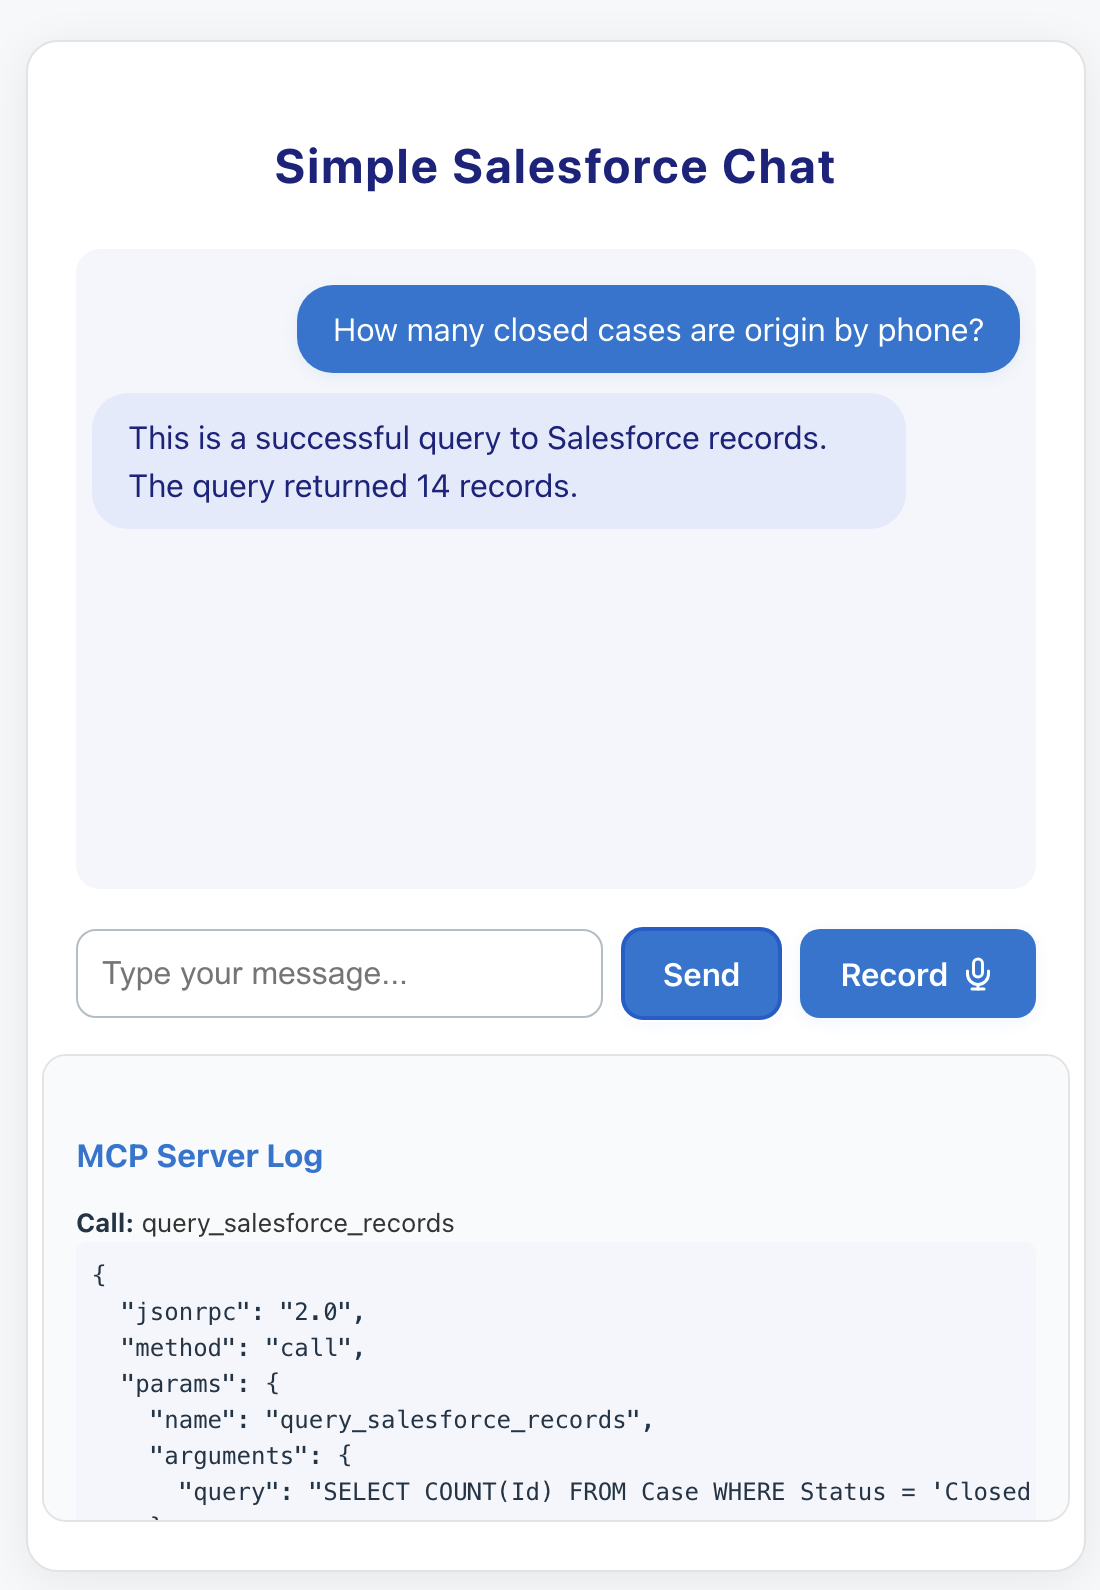 Simple Salesforce Chat
How many closed cases are origin by phone?
This is a successful query to Salesforce records.
The query returned 14 records.
Type your message...
Send
Record
MCP Server Log
Call: query_salesforce_records
{
  "jsonrpc": "2.0",
  "method": "call",
  "params": {
    "name": "query_salesforce_records",
    "arguments": {
      "query": "SELECT COUNT(Id) FROM Case WHERE Status = 'Closed
    }